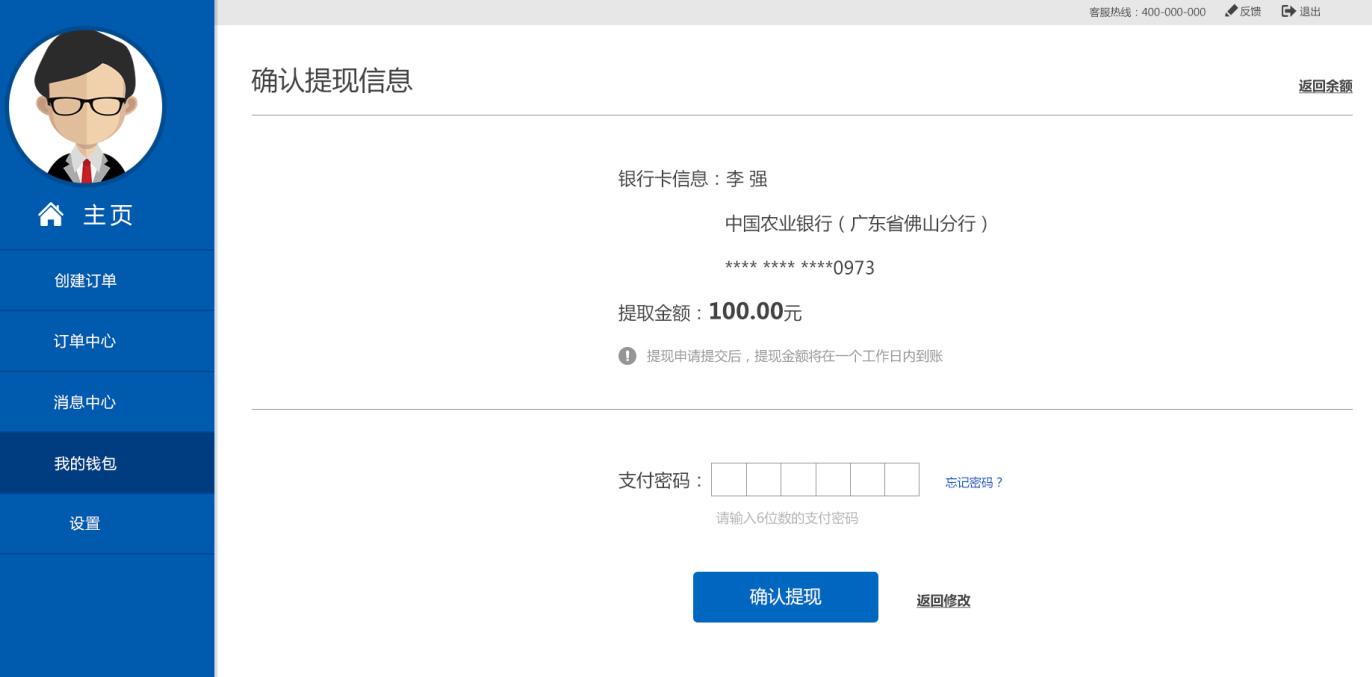 客服热线：400-000-000 反馈 退出
主页
创建订单
订单中心
消息中心
我的钱包
设置
确认提现信息
返回余额
银行卡信息：李 强
中国农业银行（广东省佛山分行）
**** **** ****0973
提取金额：100.00元
! 提现申请提交后，提现金额将在一个工作日内到账
支付密码：
忘记密码？
请输入6位数的支付密码
确认提现
返回修改